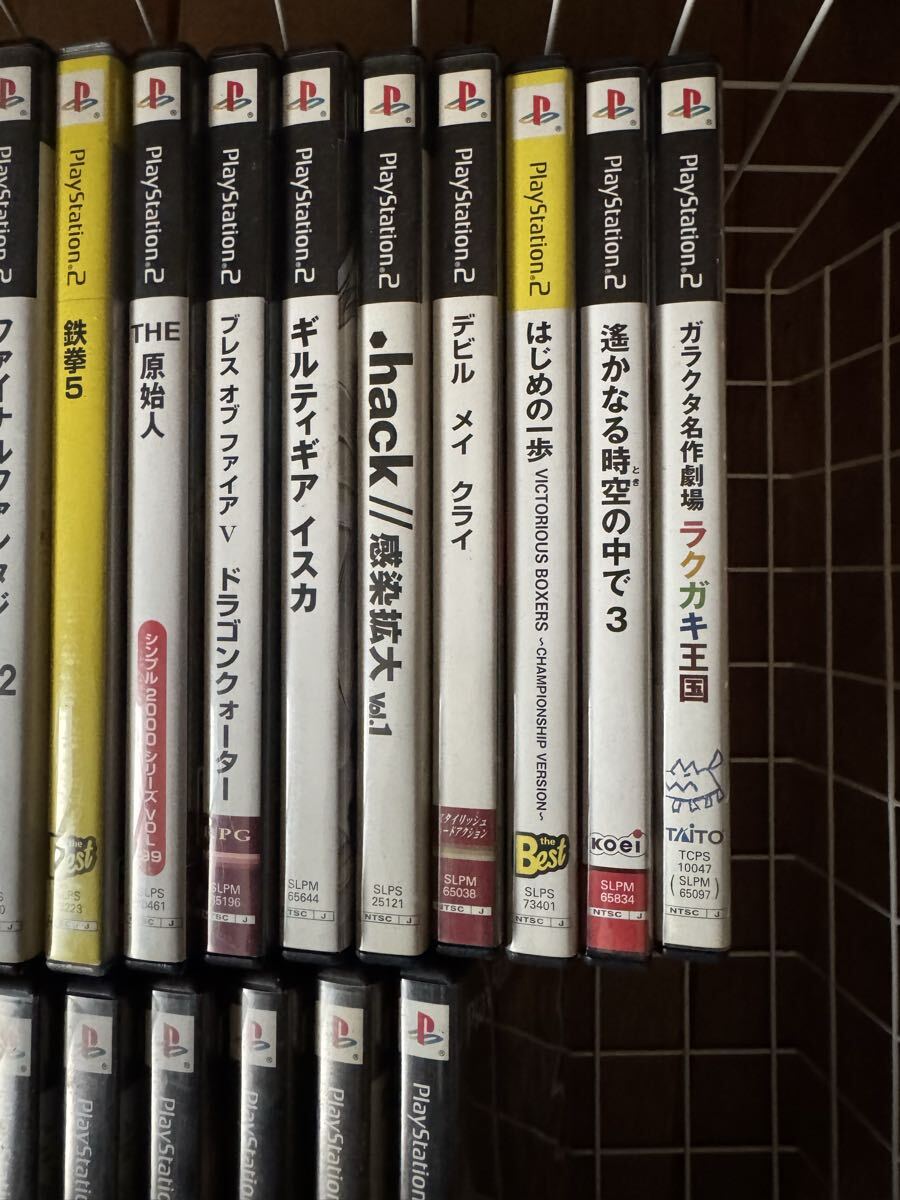 PlayStation.2
ファイナルファンタジ
2
PlayStation.2
鉄拳5
the Best
PlayStation.2
THE 原始人
シンプル2000シリーズ VOL.99
SLPS
PlayStation.2
ブレス オブ ファイア V ドラゴンクォーター
SLPM
PlayStation.2
ギルティギア イスカ
SLPM
65644
NTSC J
PlayStation.2
.hack//感染拡大 Vol.1
SLPS
25121
NTSC J
PlayStation.2
デビル メイ クライ
SLPM
65038
NTSC J
PlayStation.2
はじめの一歩 VICTORIOUS BOXERS ~CHAMPIONSHIP VERSION~
the Best
SLPS
73401
NTSC J
PlayStation.2
遙かなる時空の中で 3
とき
KOEI
SLPM
65834
NTSC J
PlayStation.2
ガラクタ名作劇場 ラクガキ王国
TAITO
TCPS
10047
(SLPM
65097)
NTSC J
PlayStation
PlayStation
PlayStation
PlayStation
PlayStation